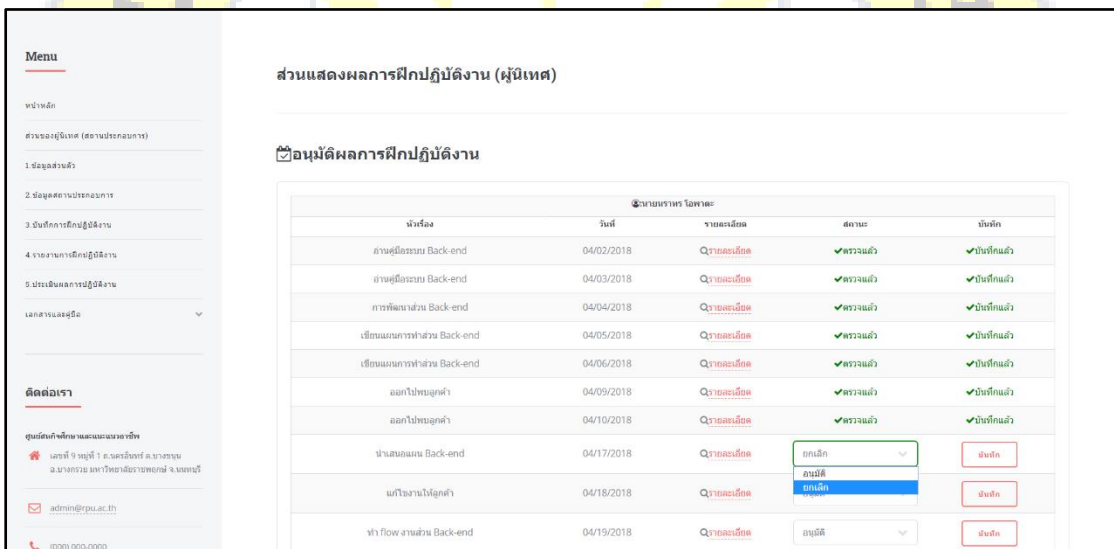 Menu
หน้าหลัก
ส่วนของผู้นิเทศ (สถานประกอบการ)
1.ข้อมูลส่วนตัว
2.ข้อมูลสถานประกอบการ
3.บันทึกการฝึกปฏิบัติงาน
4.รายงานการฝึกปฏิบัติงาน
5.ประเมินผลการปฏิบัติงาน
เอกสารและคู่มือ
ติดต่อเรา
ศูนย์สหกิจศึกษาและแนะแนวอาชีพ
เลขที่ 9 หมู่ที่ 1 ถ.นครอินทร์ ต.บางขนุน
อ.บางกรวย มหาวิทยาลัยราชพฤกษ์ จ.นนทบุรี
admin@rpu.ac.th
(000) 000-0000
ส่วนแสดงผลการฝึกปฏิบัติงาน (ผู้นิเทศ)
อนุมัติผลการฝึกปฏิบัติงาน
นายนราทร โอพาตะ
หัวเรื่อง วันที่ รายละเอียด สถานะ บันทึก
อ่านคู่มือระบบ Back-end 04/02/2018 รายละเอียด ตรวจแล้ว บันทึกแล้ว
อ่านคู่มือระบบ Back-end 04/03/2018 รายละเอียด ตรวจแล้ว บันทึกแล้ว
การพัฒนาส่วน Back-end 04/04/2018 รายละเอียด ตรวจแล้ว บันทึกแล้ว
เขียนแผนการทำส่วน Back-end 04/05/2018 รายละเอียด ตรวจแล้ว บันทึกแล้ว
เขียนแผนการทำส่วน Back-end 04/06/2018 รายละเอียด ตรวจแล้ว บันทึกแล้ว
ออกไปพบลูกค้า 04/09/2018 รายละเอียด ตรวจแล้ว บันทึกแล้ว
ออกไปพบลูกค้า 04/10/2018 รายละเอียด ตรวจแล้ว บันทึกแล้ว
นำเสนอแผน Back-end 04/17/2018 รายละเอียด ยกเลิก บันทึก
อนุมัติ
ยกเลิก
แก้ไขงานให้ลูกค้า 04/18/2018 รายละเอียด บันทึก
ทำ flow งานส่วน Back-end 04/19/2018 รายละเอียด อนุมัติ บันทึก